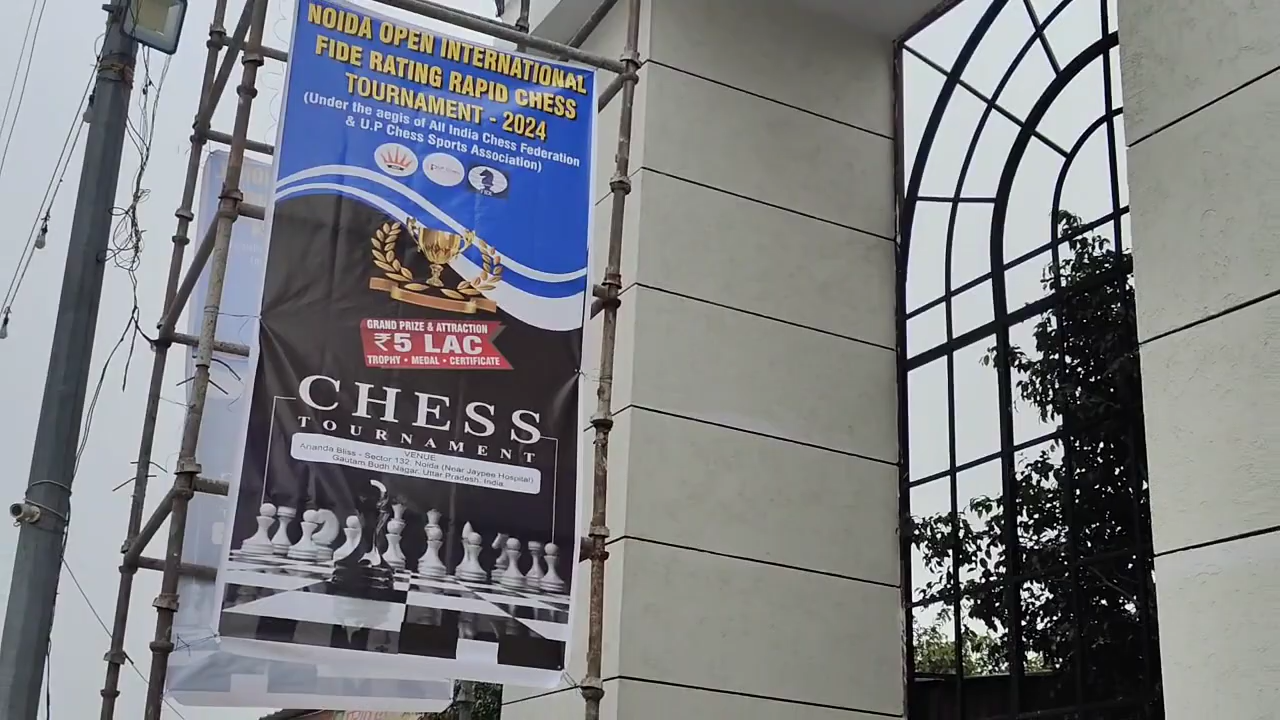 NOIDA OPEN INTERNATIONAL
FIDE RATING RAPID CHESS
TOURNAMENT - 2024
(Under the aegis of All India Chess Federation
& U.P Chess Sports Association)
FIDE
GRAND PRIZE & ATTRACTION
₹5 LAC
TROPHY • MEDAL • CERTIFICATE
CHESS
TOURNAMENT
VENUE
Ananda Bliss - Sector 132, Noida (Near Jaypee Hospital)
Gautam Budh Nagar, Uttar Pradesh, India